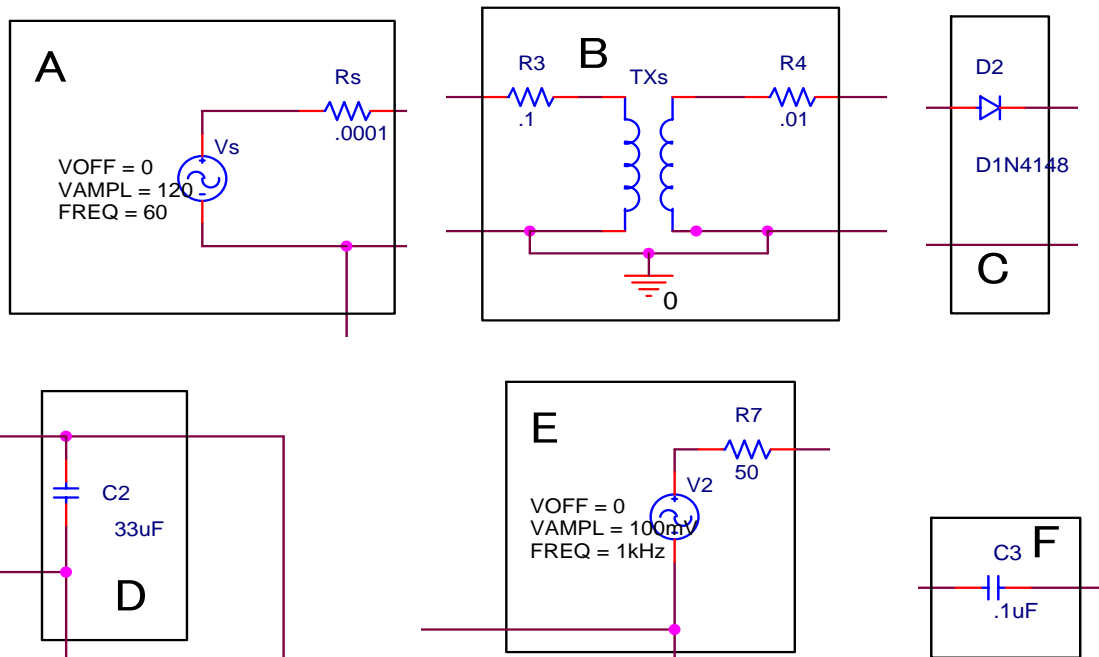 A
Rs
.0001
Vs
VOFF = 0
VAMPL = 120
FREQ = 60
B
R3
.1
TXs
R4
.01
0
D2
D1N4148
C
C2
33uF
D
E
R7
50
V2
VOFF = 0
VAMPL = 100mV
FREQ = 1kHz
F
C3
.1uF